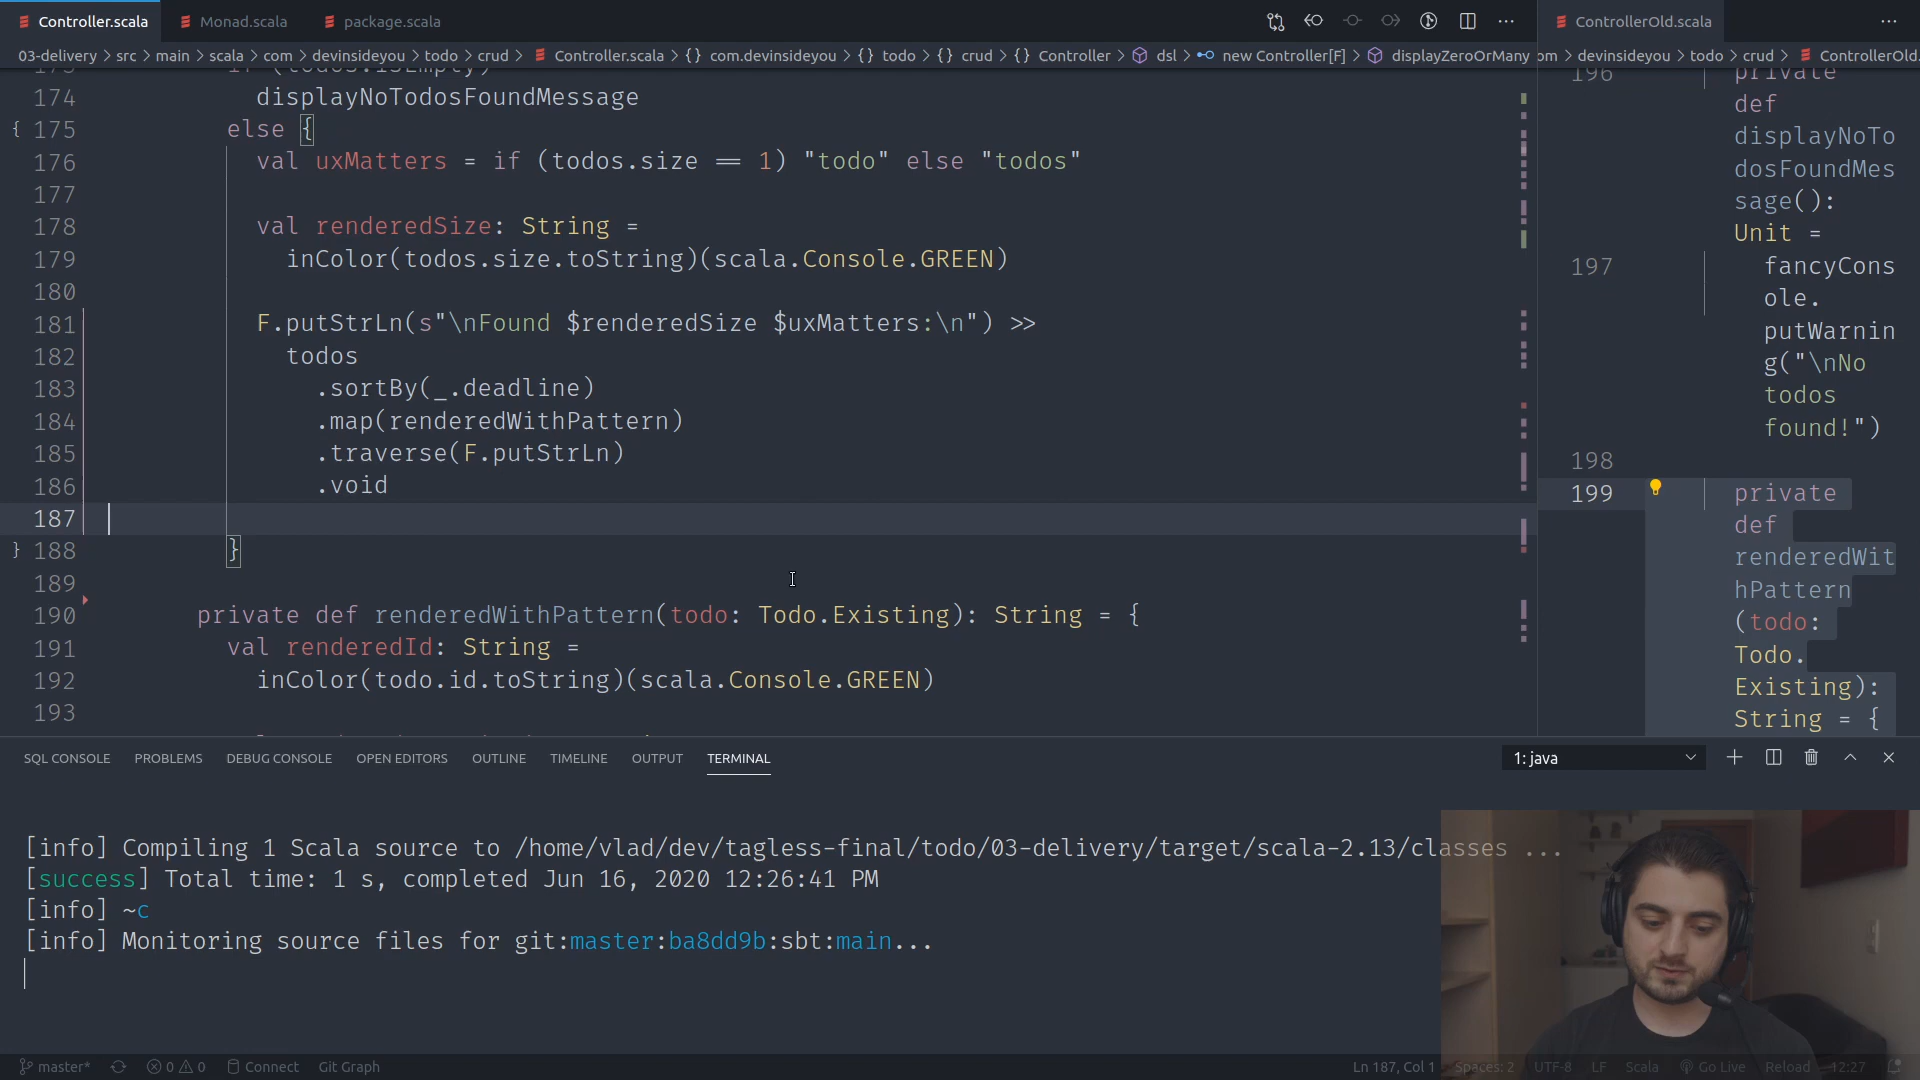 Controller.scala
Monad.scala
package.scala
ControllerOld.scala
03-delivery > src > main > scala > com > devinsideyou > todo > crud > Controller.scala > {} com.devinsideyou > {} todo > {} crud > {} Controller > dsl > new Controller[F] > displayZeroOrMany
om > devinsideyou > todo > crud > ControllerOld.
174 displayNoTodosFoundMessage
{ 175 else {
176 val uxMatters = if (todos.size == 1) "todo" else "todos"
177
178 val renderedSize: String =
179 inColor(todos.size.toString)(scala.Console.GREEN)
180
181 F.putStrLn(s"\nFound $renderedSize $uxMatters:\n") >>
182 todos
183 .sortBy(_.deadline)
184 .map(renderedWithPattern)
185 .traverse(F.putStrLn)
186 .void
187
} 188 }
189
190 private def renderedWithPattern(todo: Todo.Existing): String = {
191 val renderedId: String =
192 inColor(todo.id.toString)(scala.Console.GREEN)
193
196 private
def
displayNoTo
dosFoundMes
sage():
Unit =
197 fancyCons
ole.
putWarnin
g("\nNo
todos
found!")
198
199 private
def
renderedWit
hPattern
(todo:
Todo.
Existing):
String = {
SQL CONSOLE
PROBLEMS
DEBUG CONSOLE
OPEN EDITORS
OUTLINE
TIMELINE
OUTPUT
TERMINAL
1: java
[info] Compiling 1 Scala source to /home/vlad/dev/tagless-final/todo/03-delivery/target/scala-2.13/classes ...
[success] Total time: 1 s, completed Jun 16, 2020 12:26:41 PM
[info] ~c
[info] Monitoring source files for git:master:ba8dd9b:sbt:main...
master*
0
0
Connect
Git Graph
Ln 187, Col 1
Spaces: 2
UTF-8
LF
Scala
Go Live
Reload
12:27